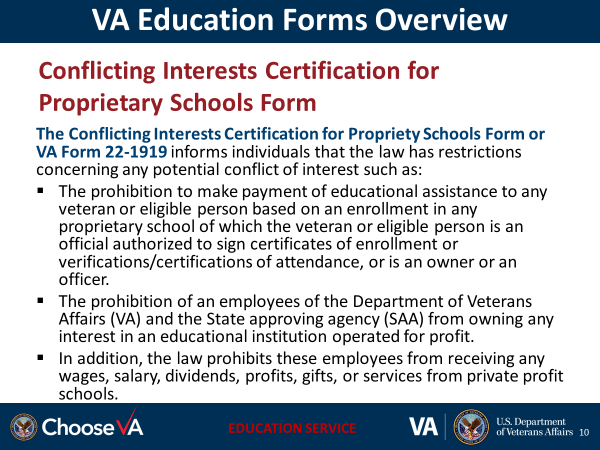 VA Education Forms Overview
Conflicting Interests Certification for
Proprietary Schools Form
The Conflicting Interests Certification for Propriety Schools Form or
VA Form 22-1919 informs individuals that the law has restrictions
concerning any potential conflict of interest such as:
▪ The prohibition to make payment of educational assistance to any
veteran or eligible person based on an enrollment in any
proprietary school of which the veteran or eligible person is an
official authorized to sign certificates of enrollment or
verifications/certifications of attendance, or is an owner or an
officer.
▪ The prohibition of an employees of the Department of Veterans
Affairs (VA) and the State approving agency (SAA) from owning any
interest in an educational institution operated for profit.
▪ In addition, the law prohibits these employees from receiving any
wages, salary, dividends, profits, gifts, or services from private profit
schools.
ChooseVA
EDUCATION SERVICE
VA
U.S. Department
of Veterans Affairs
10